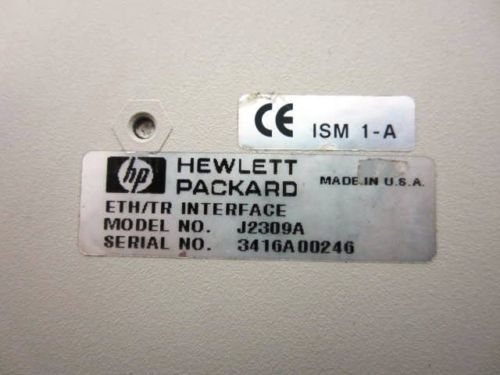 CE ISM 1-A
hp HEWLETT
PACKARD MADE IN U.S.A.
ETH/TR INTERFACE
MODEL NO. J2309A
SERIAL NO. 3416A00246